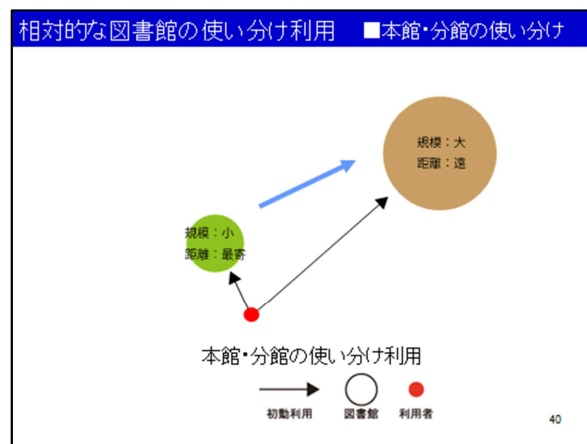 相対的な図書館の使い分け利用 ■本館・分館の使い分け
規模：大
距離：遠
規模：小
距離：最寄
本館・分館の使い分け利用
初動利用 図書館 利用者
40